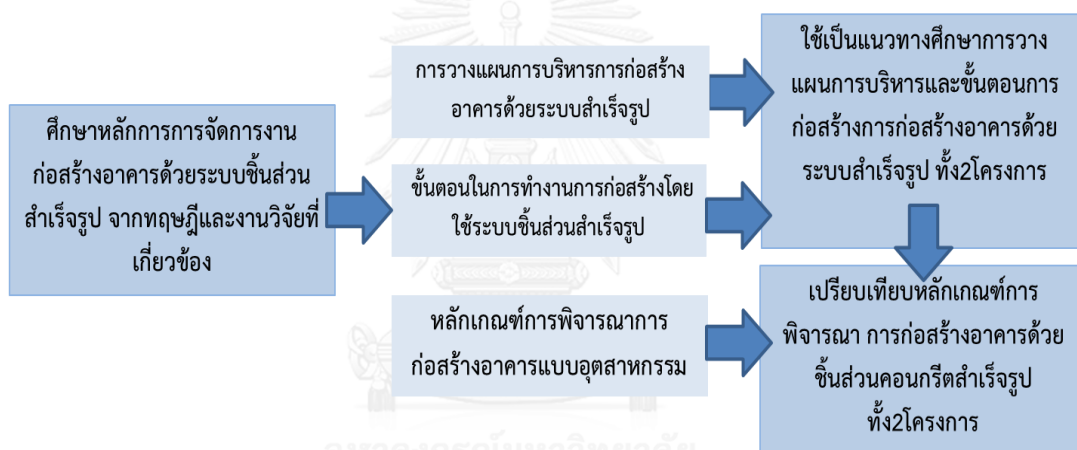 ศึกษาหลักการการจัดการงาน
ก่อสร้างอาคารด้วยระบบชิ้นส่วน
สำเร็จรูป จากทฤษฎีและงานวิจัยที่
เกี่ยวข้อง
การวางแผนการบริหารการก่อสร้าง
อาคารด้วยระบบสำเร็จรูป
ขั้นตอนในการทำงานการก่อสร้างโดย
ใช้ระบบชิ้นส่วนสำเร็จรูป
หลักเกณฑ์การพิจารณาการ
ก่อสร้างอาคารแบบอุตสาหกรรม
ใช้เป็นแนวทางศึกษาการวาง
แผนการบริหารและขั้นตอนการ
ก่อสร้างการก่อสร้างอาคารด้วย
ระบบสำเร็จรูป ทั้ง2โครงการ
เปรียบเทียบหลักเกณฑ์การ
พิจารณา การก่อสร้างอาคารด้วย
ชิ้นส่วนคอนกรีตสำเร็จรูป
ทั้ง2โครงการ
จุฬาลงกรณ์มหาวิทยาลัย